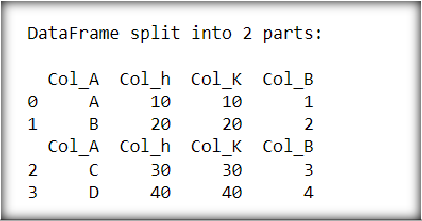 DataFrame split into 2 parts:
Col_A Col_h Col_K Col_B
0 A 10 10 1
1 B 20 20 2
Col_A Col_h Col_K Col_B
2 C 30 30 3
3 D 40 40 4